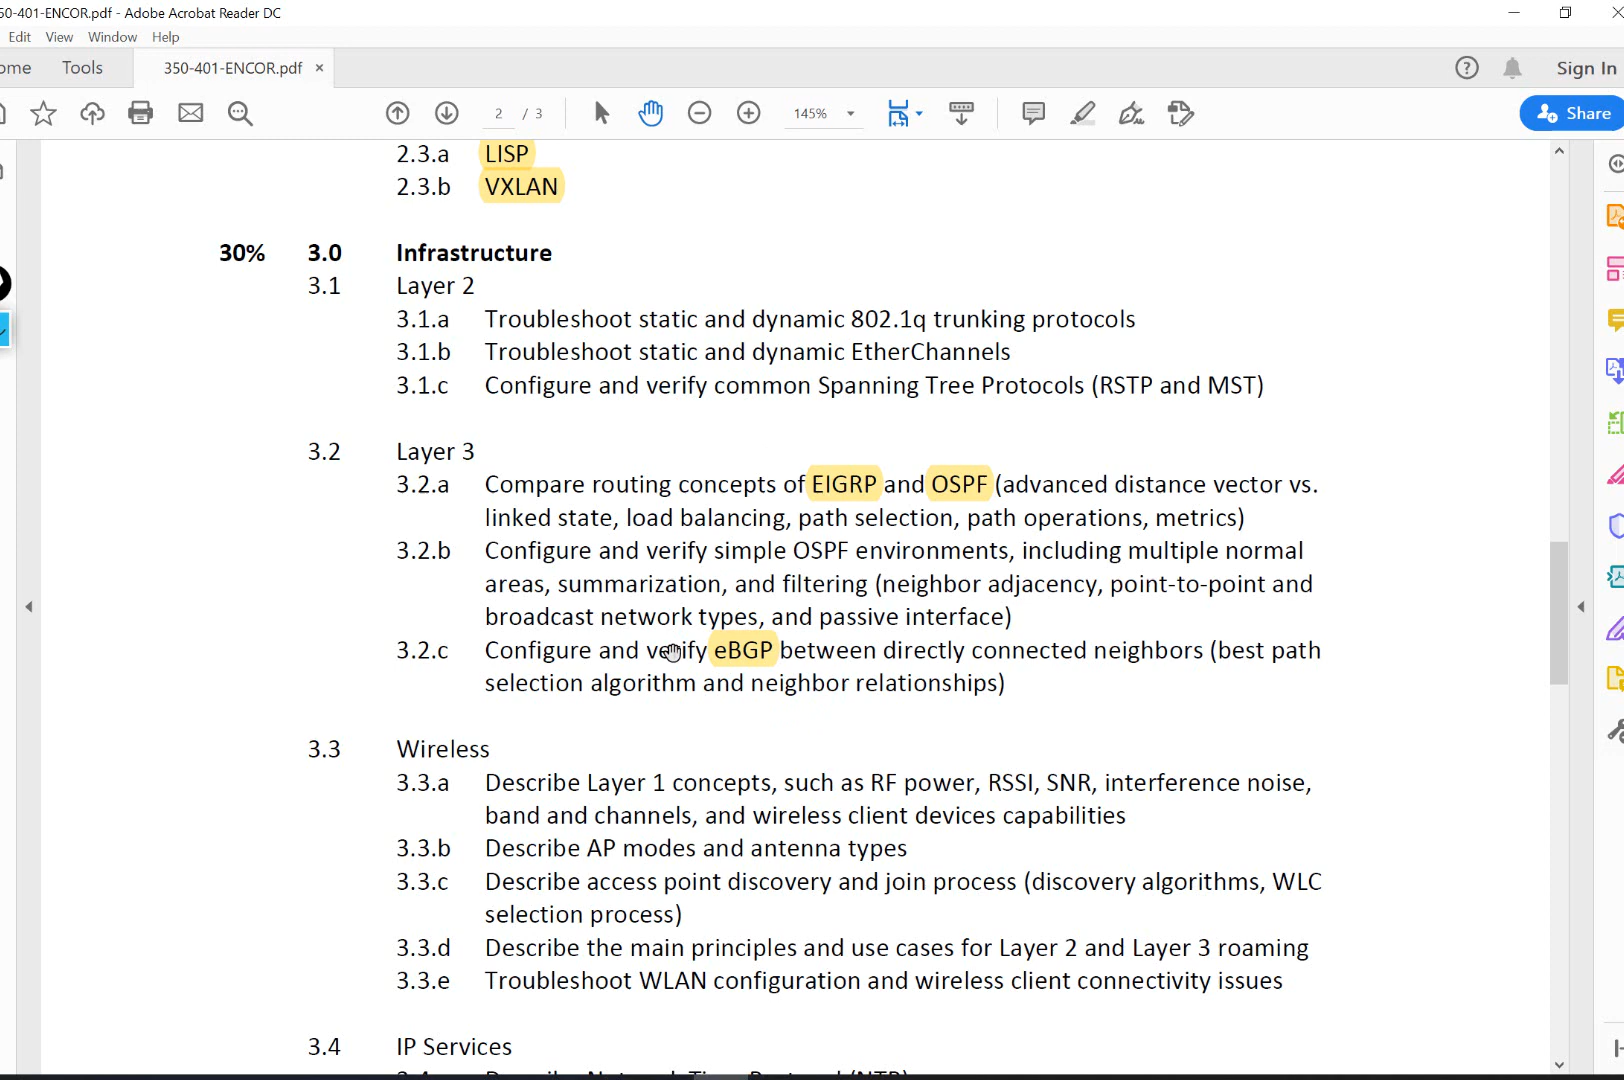 50-401-ENCOR.pdf - Adobe Acrobat Reader DC
Edit View Window Help
ome Tools 350-401-ENCOR.pdf × Sign In
2 / 3 145% Share
2.3.a LISP
2.3.b VXLAN
30% 3.0 Infrastructure
3.1 Layer 2
3.1.a Troubleshoot static and dynamic 802.1q trunking protocols
3.1.b Troubleshoot static and dynamic EtherChannels
3.1.c Configure and verify common Spanning Tree Protocols (RSTP and MST)
3.2 Layer 3
3.2.a Compare routing concepts of EIGRP and OSPF (advanced distance vector vs.
linked state, load balancing, path selection, path operations, metrics)
3.2.b Configure and verify simple OSPF environments, including multiple normal
areas, summarization, and filtering (neighbor adjacency, point-to-point and
broadcast network types, and passive interface)
3.2.c Configure and verify eBGP between directly connected neighbors (best path
selection algorithm and neighbor relationships)
3.3 Wireless
3.3.a Describe Layer 1 concepts, such as RF power, RSSI, SNR, interference noise,
band and channels, and wireless client devices capabilities
3.3.b Describe AP modes and antenna types
3.3.c Describe access point discovery and join process (discovery algorithms, WLC
selection process)
3.3.d Describe the main principles and use cases for Layer 2 and Layer 3 roaming
3.3.e Troubleshoot WLAN configuration and wireless client connectivity issues
3.4 IP Services